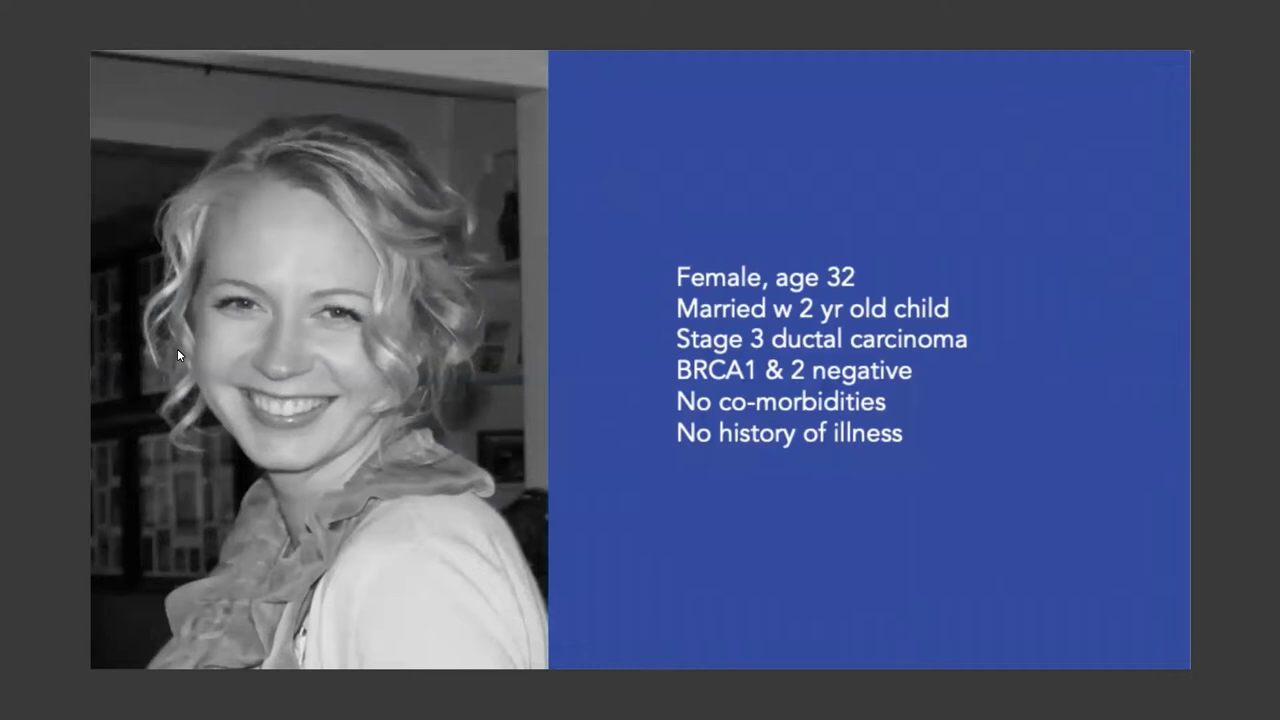 Female, age 32
Married w 2 yr old child
Stage 3 ductal carcinoma
BRCA1 & 2 negative
No co-morbidities
No history of illness